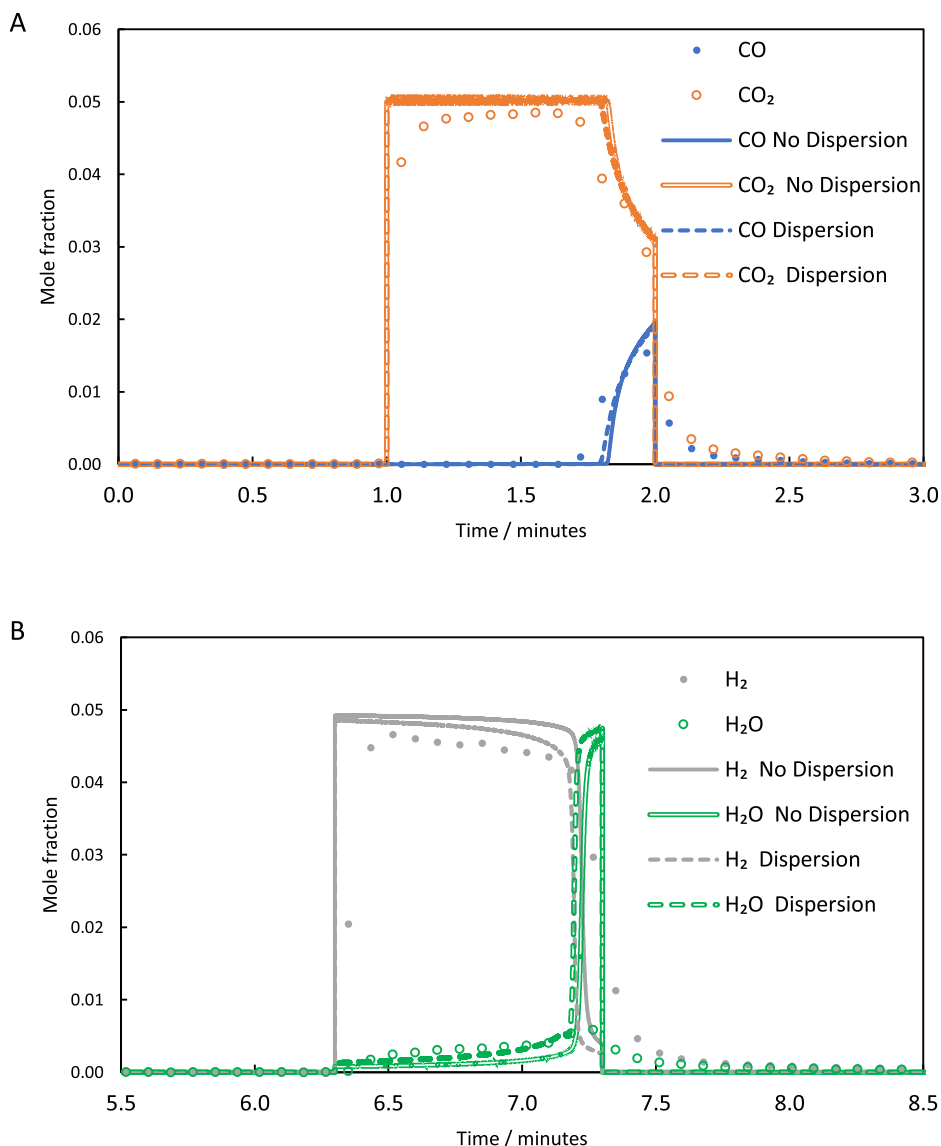 A
0.06
0.05
0.04
0.03
0.02
0.01
0.00
Mole fraction
0.0 0.5 1.0 1.5 2.0 2.5 3.0
Time / minutes
CO
CO₂
CO No Dispersion
CO₂ No Dispersion
CO Dispersion
CO₂ Dispersion
B
0.06
0.05
0.04
0.03
0.02
0.01
0.00
Mole fraction
5.5 6.0 6.5 7.0 7.5 8.0 8.5
Time / minutes
H₂
H₂O
H₂ No Dispersion
H₂O No Dispersion
H₂ Dispersion
H₂O Dispersion